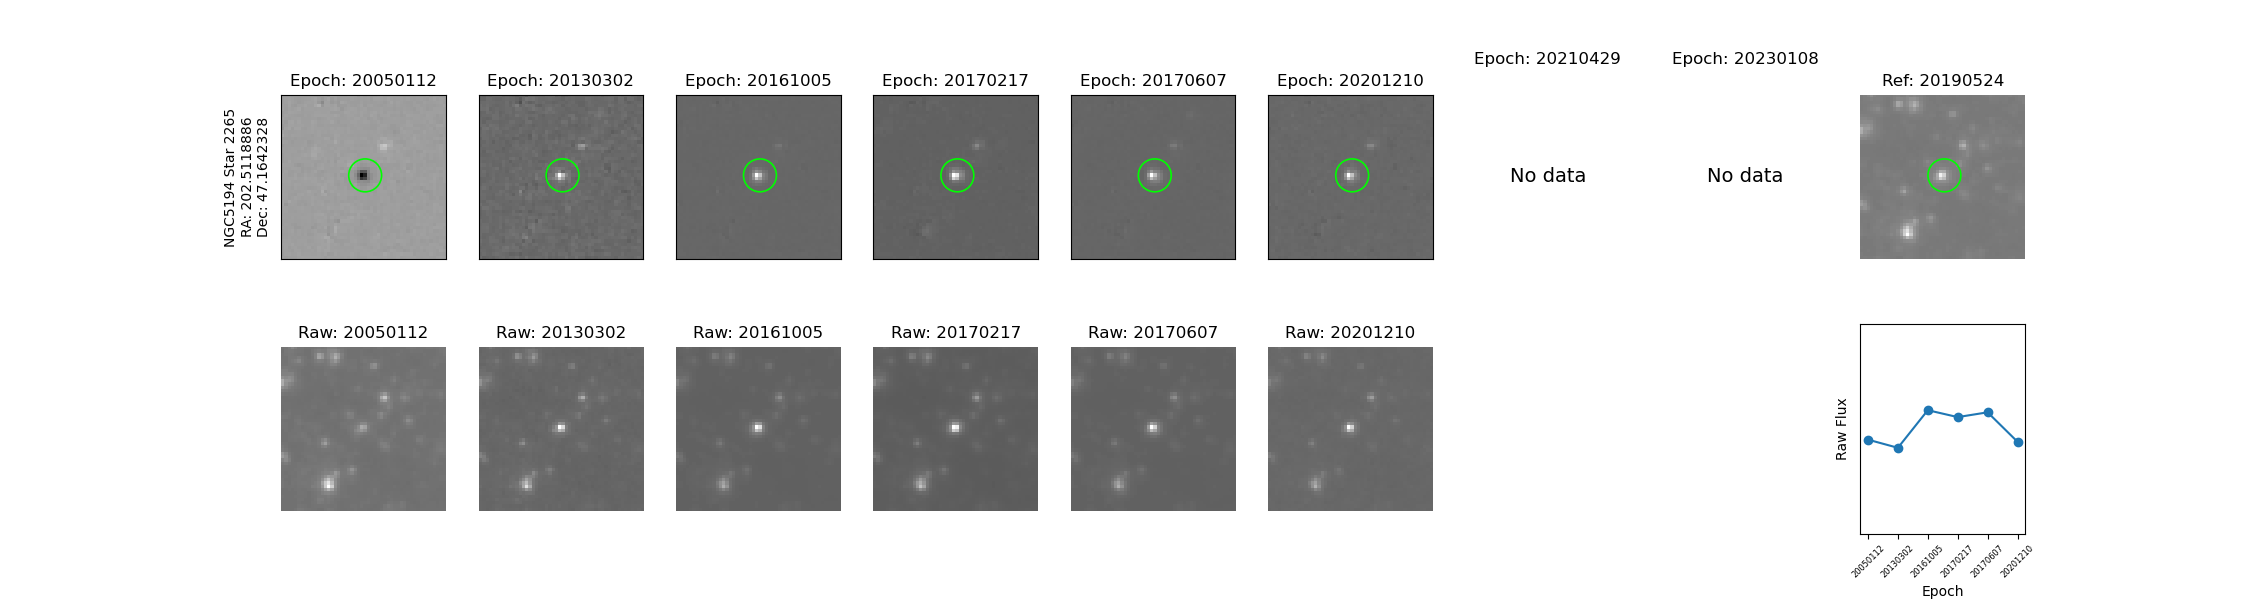 Epoch: 20050112
Epoch: 20130302
Epoch: 20161005
Epoch: 20170217
Epoch: 20170607
Epoch: 20201210
Epoch: 20210429
Epoch: 20230108
Ref: 20190524
NGC5194 Star 2265
RA: 202.5118886
Dec: 47.1642328
No data
No data
Raw: 20050112
Raw: 20130302
Raw: 20161005
Raw: 20170217
Raw: 20170607
Raw: 20201210
Raw Flux
20050112
20130302
20161005
20170217
20170607
20201210
Epoch